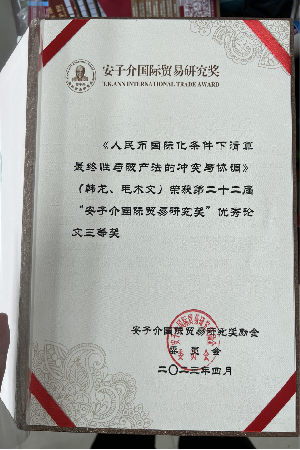 安子介国际贸易研究奖
T.K.ANN INTERNATIONAL TRADE AWARD
《人民币国际化条件下清算
最终性与破产法的冲突与协调》
（韩龙、毛术文）荣获第二十二届
“安子介国际贸易研究奖”优秀论
文三等奖
安子介国际贸易研究奖励会
委员会
二〇二三年四月